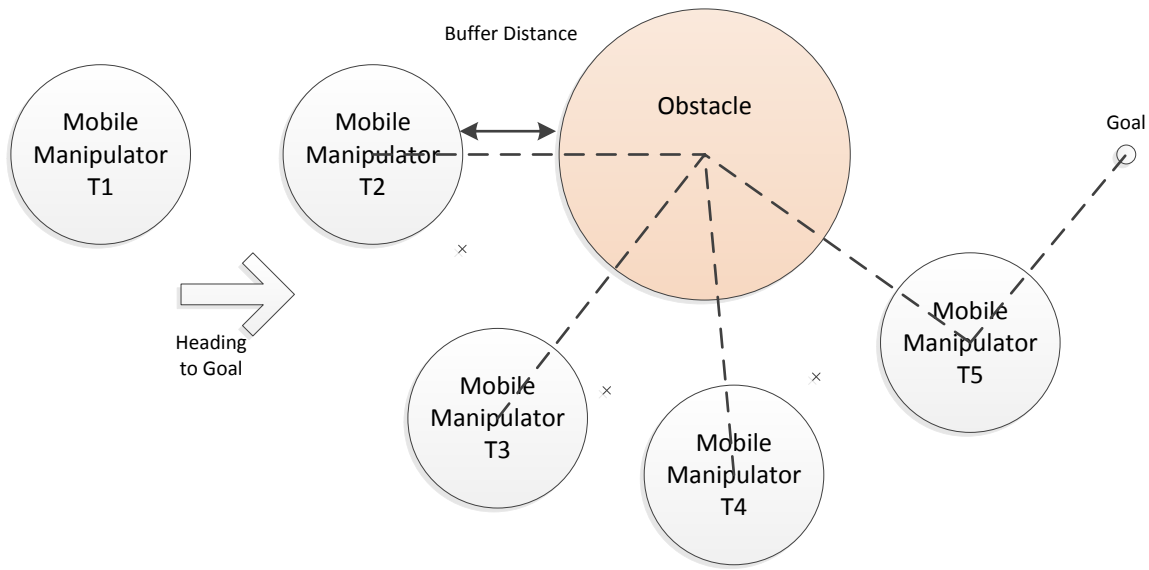 Buffer Distance
Mobile
Manipulator
T1
Mobile
Manipulator
T2
Obstacle
Goal
Heading
to Goal
Mobile
Manipulator
T3
Mobile
Manipulator
T4
Mobile
Manipulator
T5